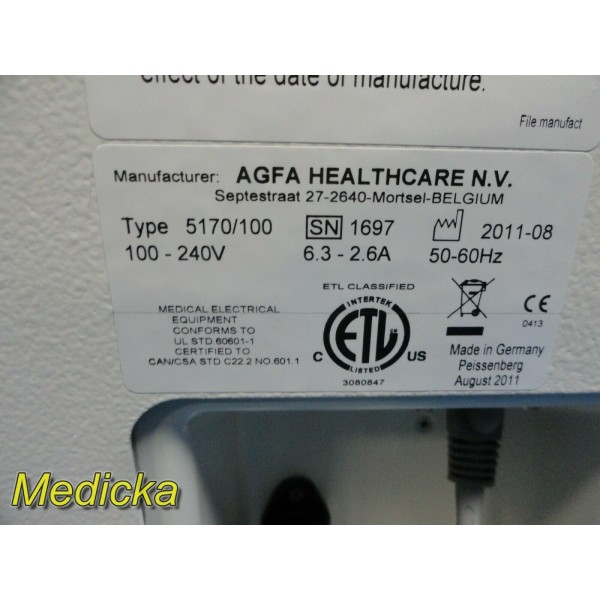 effect of the date of manufacture.
File manufact
Manufacturer: AGFA HEALTHCARE N.V.
Septestraat 27-2640-Mortsel-BELGIUM
Type 5170/100 SN 1697 2011-08
100 - 240V 6.3 - 2.6A 50-60Hz
ETL CLASSIFIED
MEDICAL ELECTRICAL
EQUIPMENT
CONFORMS TO
UL STD 60601-1
CERTIFIED TO
CAN/CSA STD C22.2 NO.601.1
INTERTEK
ETL
C US
LISTED
3080847
CE
0413
Made in Germany
Peissenberg
August 2011
Medicka